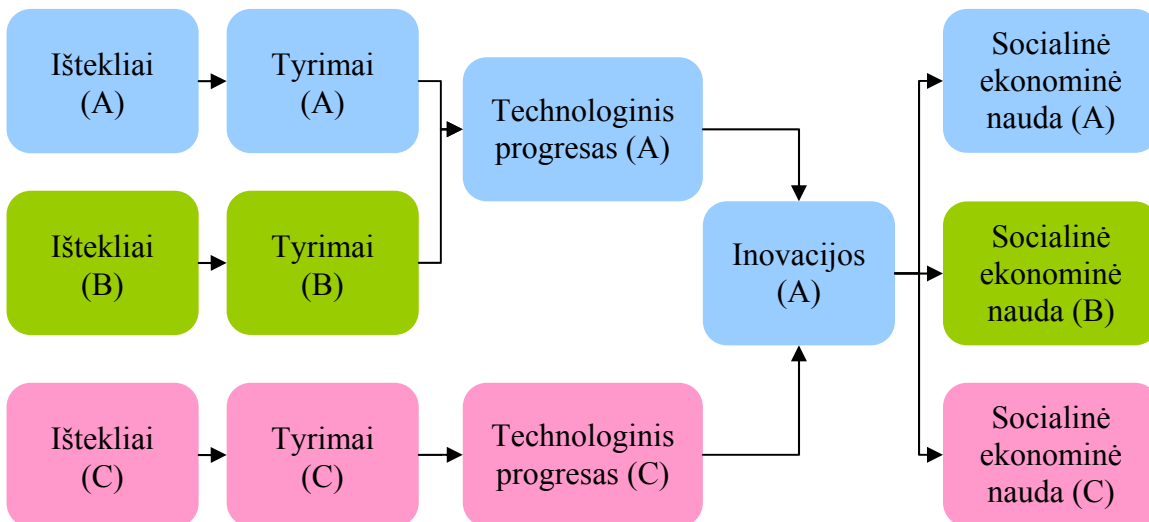 Ištekliai
(A)
Tyrimai
(A)
Technologinis
progresas (A)
Socialinė
ekonominė
nauda (A)
Ištekliai
(B)
Tyrimai
(B)
Inovacijos
(A)
Socialinė
ekonominė
nauda (B)
Ištekliai
(C)
Tyrimai
(C)
Technologinis
progresas (C)
Socialinė
ekonominė
nauda (C)